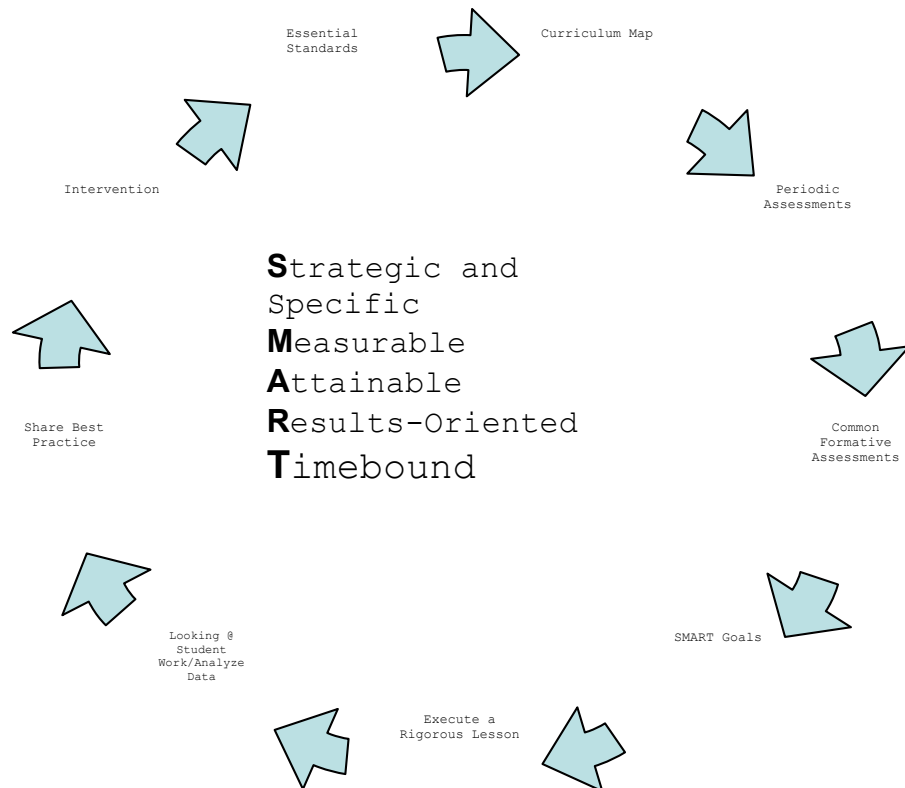 Essential
Standards
Curriculum Map
Periodic
Assessments
Common
Formative
Assessments
SMART Goals
Execute a
Rigorous Lesson
Looking @
Student
Work/Analyze
Data
Share Best
Practice
Intervention
Strategic and
Specific
Measurable
Attainable
Results-Oriented
Timebound